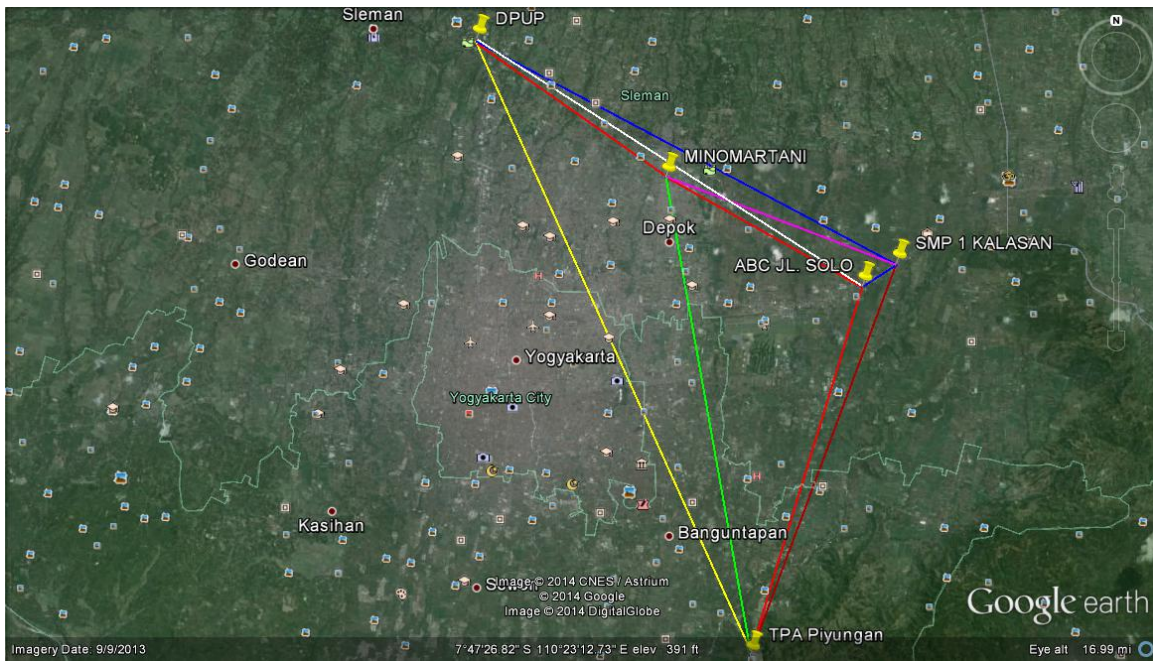 Sleman
DPUP
N
Sleman
MINOMARTANI
Depok
SMP 1 KALASAN
ABC JL. SOLO
Godean
Yogyakarta
Yogyakarta City
H
H
Kasihan
Banguntapan
Image © 2014 CNES / Astrium
© 2014 Google
Image © 2014 DigitalGlobe
Google earth
TPA Piyungan
Imagery Date: 9/9/2013
7°47'26.82" S 110°23'12.73" E elev 391 ft
Eye alt 16.99 mi